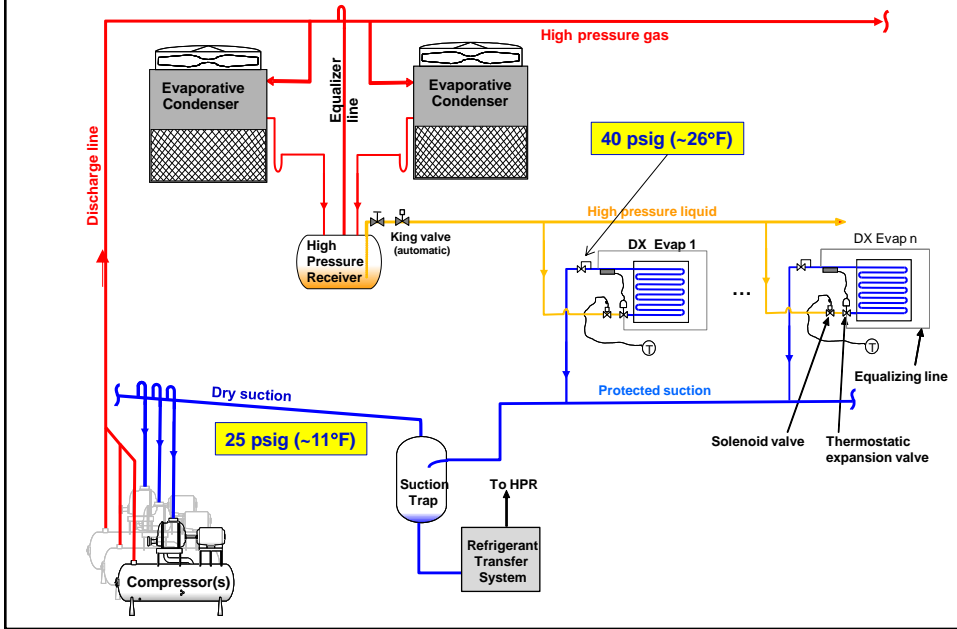 High pressure gas
Evaporative
Condenser
Equalizer
line
Evaporative
Condenser
Discharge line
40 psig (~26°F)
High pressure liquid
King valve
(automatic)
High
Pressure
Receiver
DX Evap 1
DX Evap n
...
T
T
Equalizing line
Dry suction
Protected suction
25 psig (~11°F)
Solenoid valve
Thermostatic
expansion valve
Suction
Trap
To HPR
Refrigerant
Transfer
System
Compressor(s)